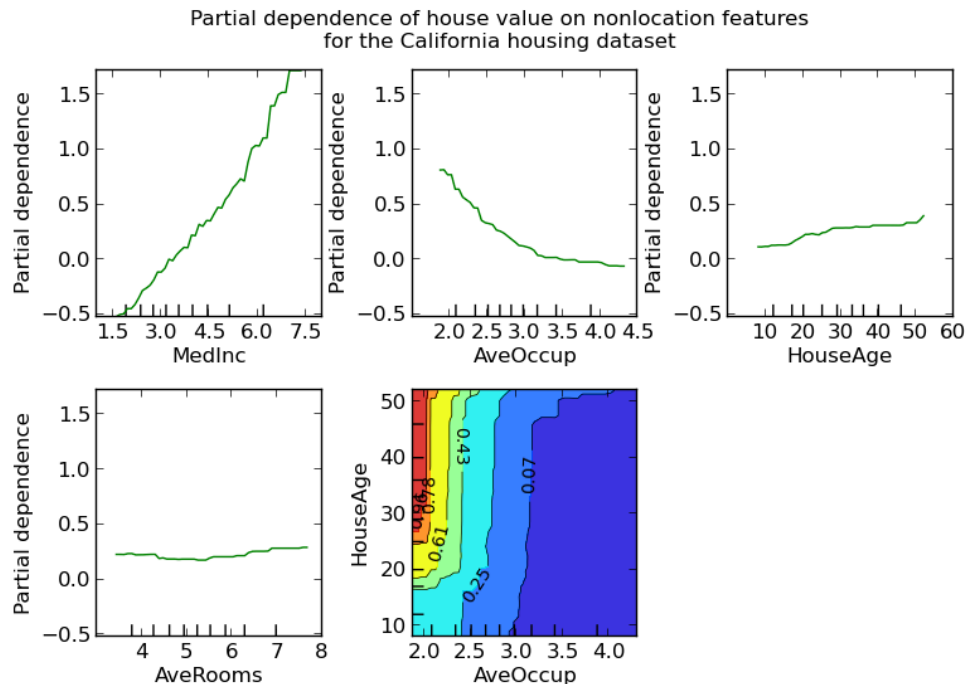 Partial dependence of house value on nonlocation features
for the California housing dataset
Partial dependence
1.5
1.0
0.5
0.0
−0.5
1.5 3.0 4.5 6.0 7.5
MedInc
Partial dependence
1.5
1.0
0.5
0.0
−0.5
2.0 2.5 3.0 3.5 4.0 4.5
AveOccup
Partial dependence
1.5
1.0
0.5
0.0
−0.5
10 20 30 40 50 60
HouseAge
Partial dependence
1.5
1.0
0.5
0.0
−0.5
4 5 6 7 8
AveRooms
HouseAge
50
40
30
20
10
0.43
0.07
0.78
0.61
0.25
2.0 2.5 3.0 3.5 4.0
AveOccup